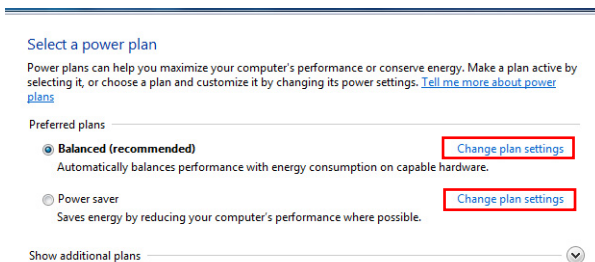 Select a power plan
Power plans can help you maximize your computer's performance or conserve energy. Make a plan active by
selecting it, or choose a plan and customize it by changing its power settings. Tell me more about power
plans
Preferred plans
Balanced (recommended) Change plan settings
Automatically balances performance with energy consumption on capable hardware.
Power saver Change plan settings
Saves energy by reducing your computer's performance where possible.
Show additional plans